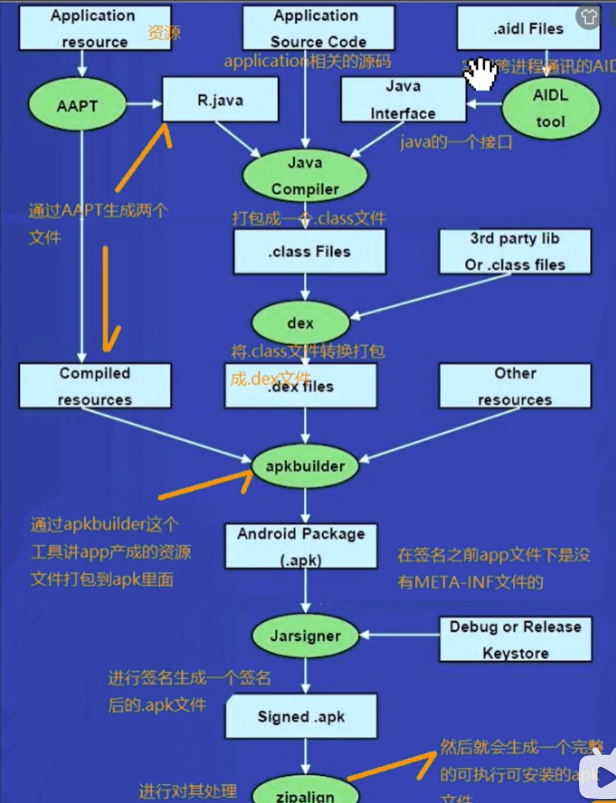 Application
resource
资源
Application
Source Code
application相关的源码
.aidl Files
跨进程通讯的AID
AAPT
R.java
Java
Interface
AIDL
tool
java的一个接口
Java
Compiler
通过AAPT生成两个
文件
打包成一个.class文件
.class Files
3rd party lib
Or .class files
dex
将.class文件转换打包
成.dex文件
Compiled
resources
.dex files
Other
resources
apkbuilder
通过apkbuilder这个
工具讲app产成的资源
文件打包到apk里面
Android Package
(.apk)
在签名之前app文件下是没
有META-INF文件的
Jarsigner
Debug or Release
Keystore
进行签名生成一个签名
后的.apk文件
Signed .apk
然后就会生成一个完整
的可执行可安装的apk
文件
进行对其处理
zipalign